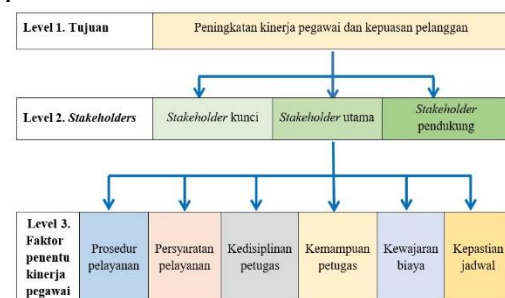 Level 1. Tujuan
Peningkatan kinerja pegawai dan kepuasan pelanggan
Level 2. Stakeholders
Stakeholder kunci
Stakeholder utama
Stakeholder
pendukung
Level 3.
Faktor
penentu
kinerja
pegawai
Prosedur
pelayanan
Persyaratan
pelayanan
Kedisiplinan
petugas
Kemampuan
petugas
Kewajaran
biaya
Kepastian
jadwal